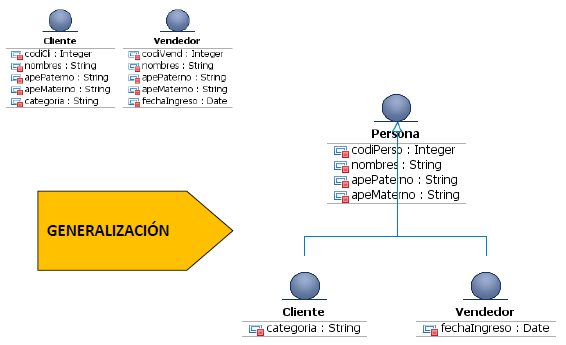 Cliente
codiCli : Integer
nombres : String
apePaterno : String
apeMaterno : String
categoria : String
Vendedor
codiVend : Integer
nombres : String
apePaterno : String
apeMaterno : String
fechaIngreso : Date
GENERALIZACIÓN
Persona
codiPerso : Integer
nombres : String
apePaterno : String
apeMaterno : String
Cliente
categoria : String
Vendedor
fechaIngreso : Date